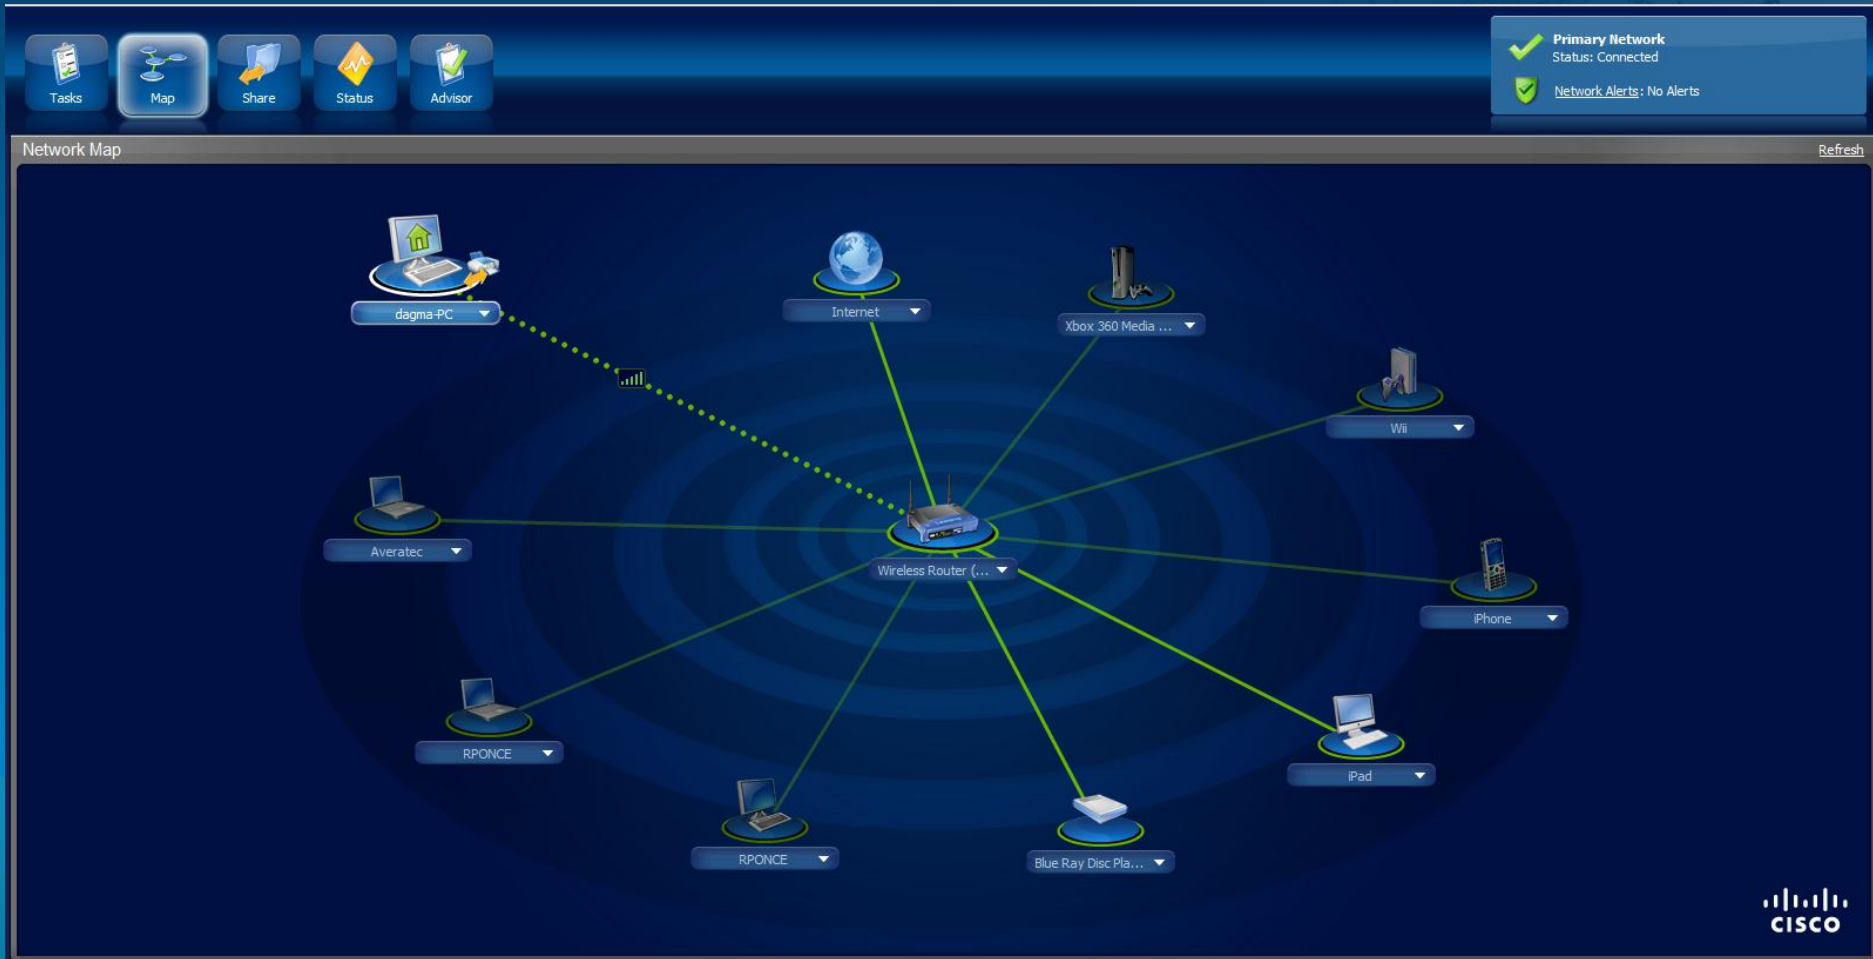 Primary Network
Status: Connected
Network Alerts: No Alerts
Tasks
Map
Share
Status
Advisor
Network Map
Refresh
dagma-PC
Internet
Xbox 360 Media ...
Wii
Averatec
Wireless Router (...
iPhone
RPONCE
iPad
RPONCE
Blue Ray Disc Pla...
CISCO